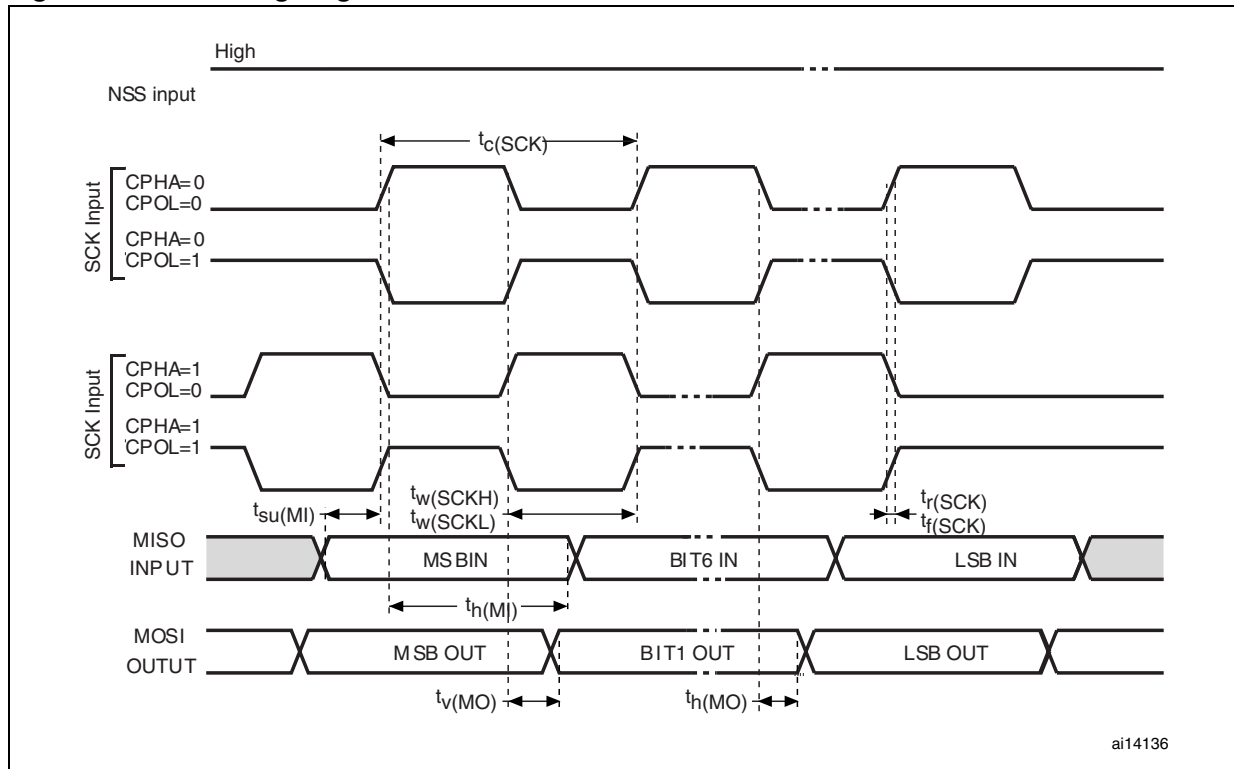 High
NSS input
tc(SCK)
SCK Input
CPHA=0
CPOL=0
CPHA=0
CPOL=1
SCK Input
CPHA=1
CPOL=0
CPHA=1
CPOL=1
tsu(MI)
tw(SCKH)
tw(SCKL)
tr(SCK)
tf(SCK)
MISO
INPUT
MSBIN
BIT6 IN
LSB IN
th(MI)
MOSI
OUTUT
MSB OUT
BIT1 OUT
LSB OUT
tv(MO)
th(MO)
ai14136